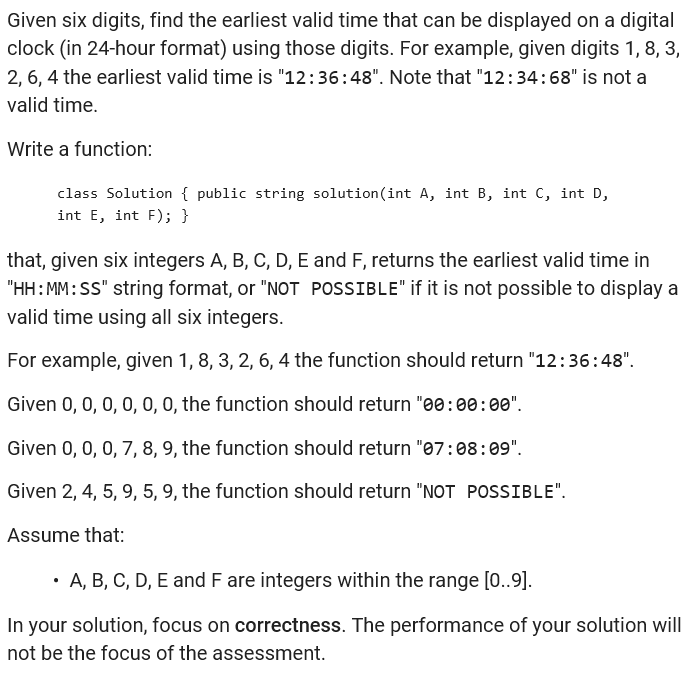 Given six digits, find the earliest valid time that can be displayed on a digital
clock (in 24-hour format) using those digits. For example, given digits 1, 8, 3,
2, 6, 4 the earliest valid time is "12:36:48". Note that "12:34:68" is not a
valid time.
Write a function:
class Solution { public string solution(int A, int B, int C, int D,
int E, int F); }
that, given six integers A, B, C, D, E and F, returns the earliest valid time in
"HH:MM:SS" string format, or "NOT POSSIBLE" if it is not possible to display a
valid time using all six integers.
For example, given 1, 8, 3, 2, 6, 4 the function should return "12:36:48".
Given 0, 0, 0, 0, 0, 0, the function should return "00:00:00".
Given 0, 0, 0, 7, 8, 9, the function should return "07:08:09".
Given 2, 4, 5, 9, 5, 9, the function should return "NOT POSSIBLE".
Assume that:
• A, B, C, D, E and F are integers within the range [0..9].
In your solution, focus on correctness. The performance of your solution will
not be the focus of the assessment.